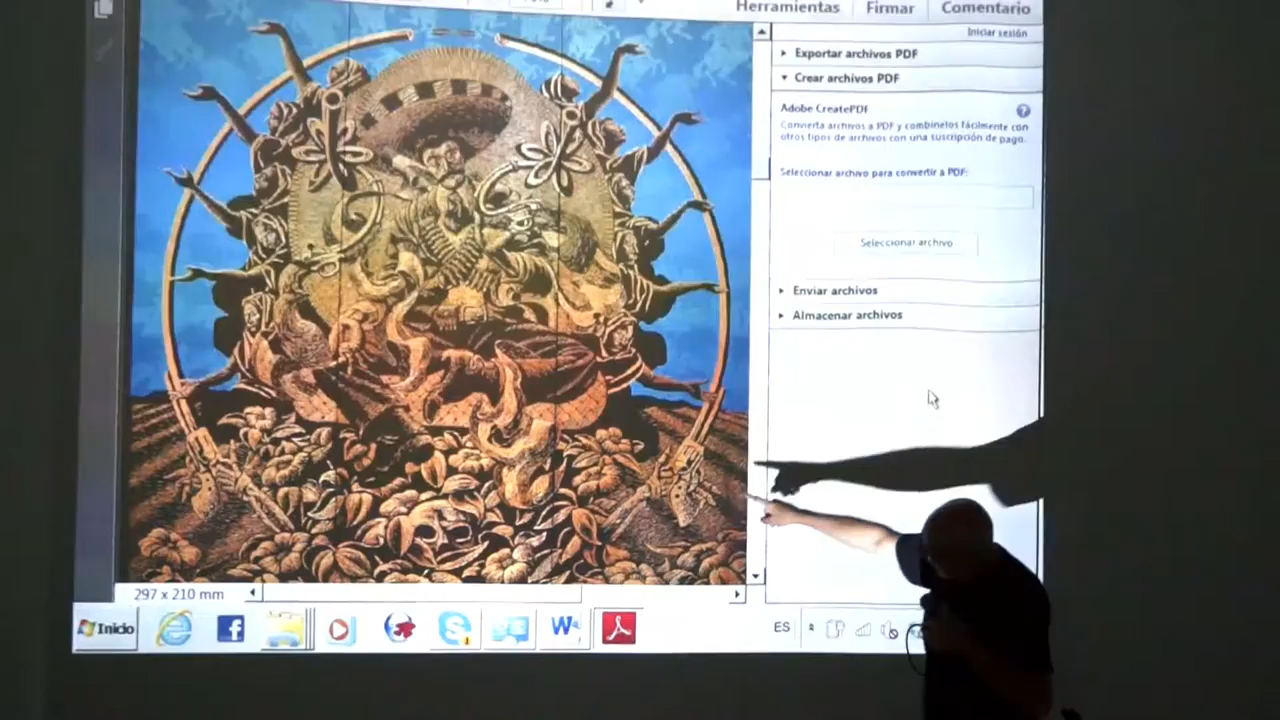 Herramientas Firmar Comentario
Iniciar sesión
Exportar archivos PDF
Crear archivos PDF
Adobe CreatePDF
Convierta archivos a PDF y combínelos fácilmente con
otros tipos de archivos con una suscripción de pago.
Seleccionar archivo para convertir a PDF:
Seleccionar archivo
Enviar archivos
Almacenar archivos
297 x 210 mm
Inicio
ES